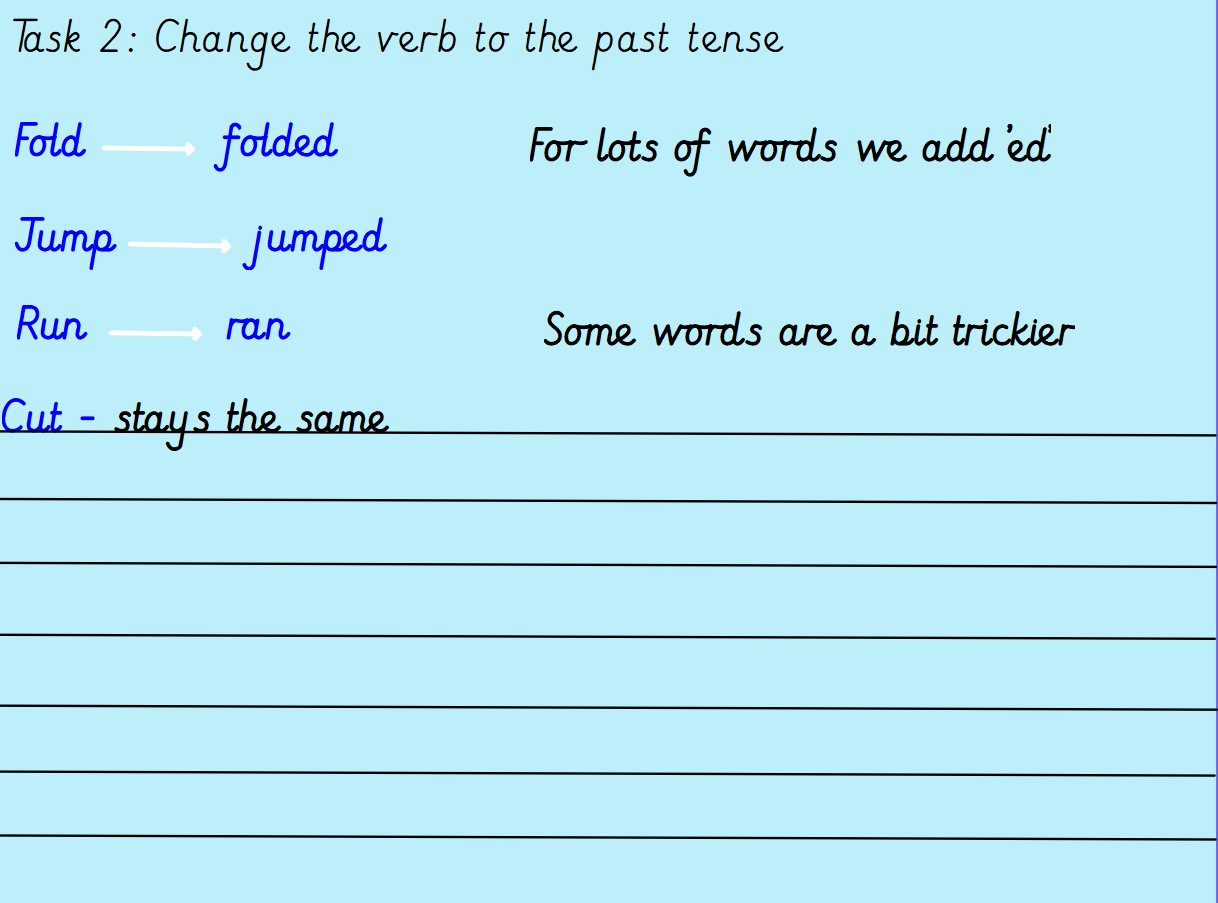 Task 2: Change the verb to the past tense
Fold → folded For lots of words we add 'ed'
Jump → jumped
Run → ran Some words are a bit trickier
Cut - stays the same